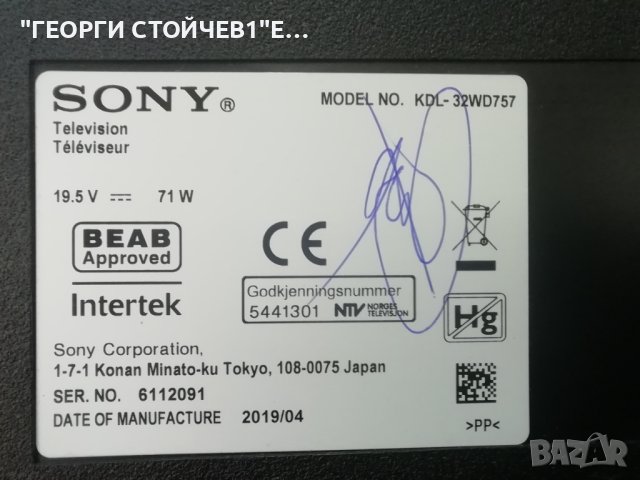 "ГЕОРГИ СТОЙЧЕВ1"Е...
SONY®
MODEL NO. KDL-32WD757
Television
Téléviseur
19.5 V ⎓ 71 W
BEAB
Approved
CE
Intertek
Godkjenningsnummer
5441301 NTV NORGES TELEVISJON
Hg
Sony Corporation,
1-7-1 Konan Minato-ku Tokyo, 108-0075 Japan
SER. NO. 6112091
DATE OF MANUFACTURE 2019/04
>PP<
BAZAR